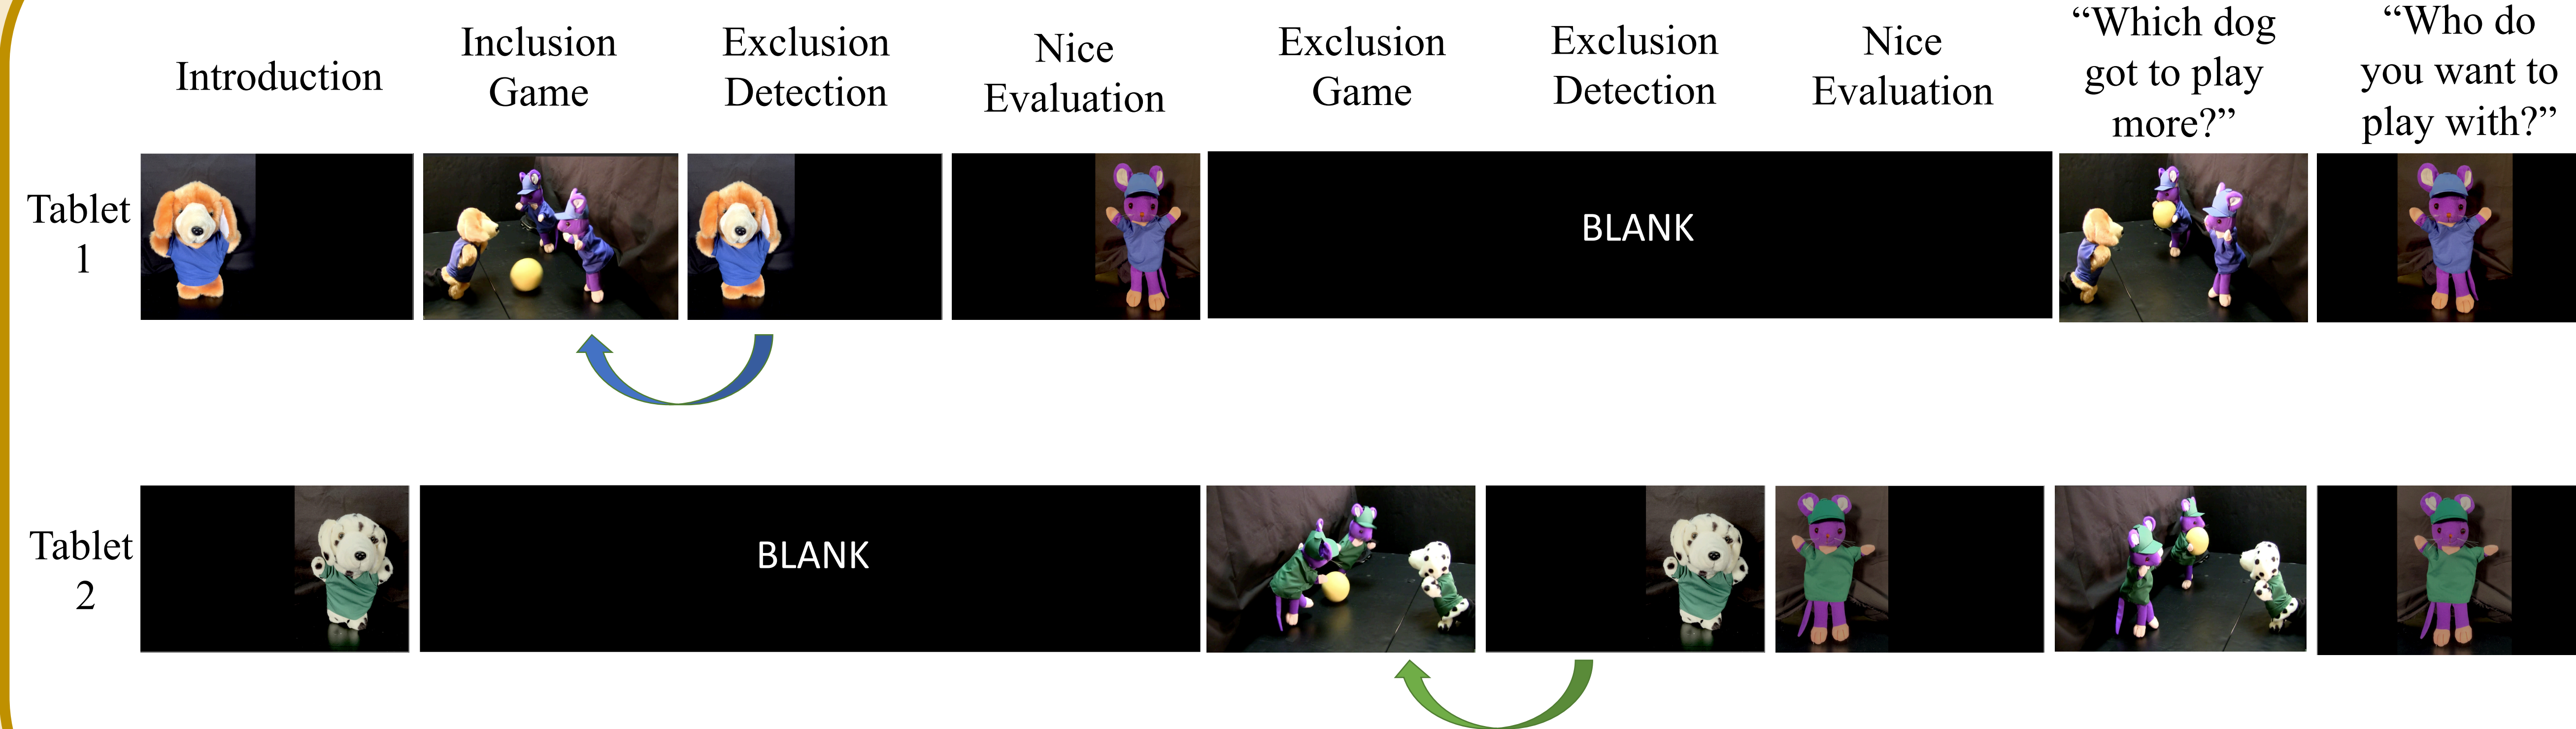 Introduction
Inclusion
Game
Exclusion
Detection
Nice
Evaluation
Exclusion
Game
Exclusion
Detection
Nice
Evaluation
“Which dog
got to play
more?”
“Who do
you want to
play with?”
Tablet
1
BLANK
Tablet
2
BLANK